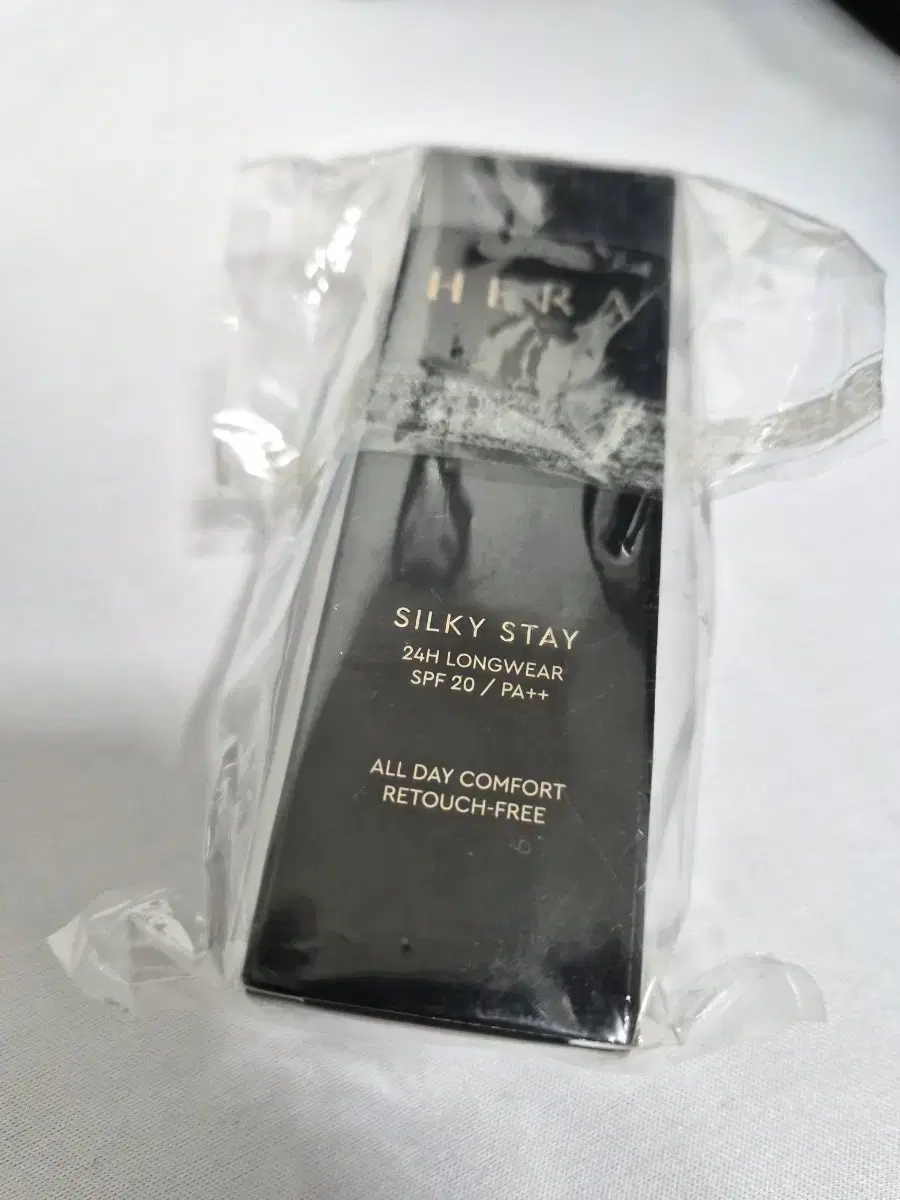 HERA
SILKY STAY
24H LONGWEAR
SPF 20 / PA++
ALL DAY COMFORT
RETOUCH-FREE